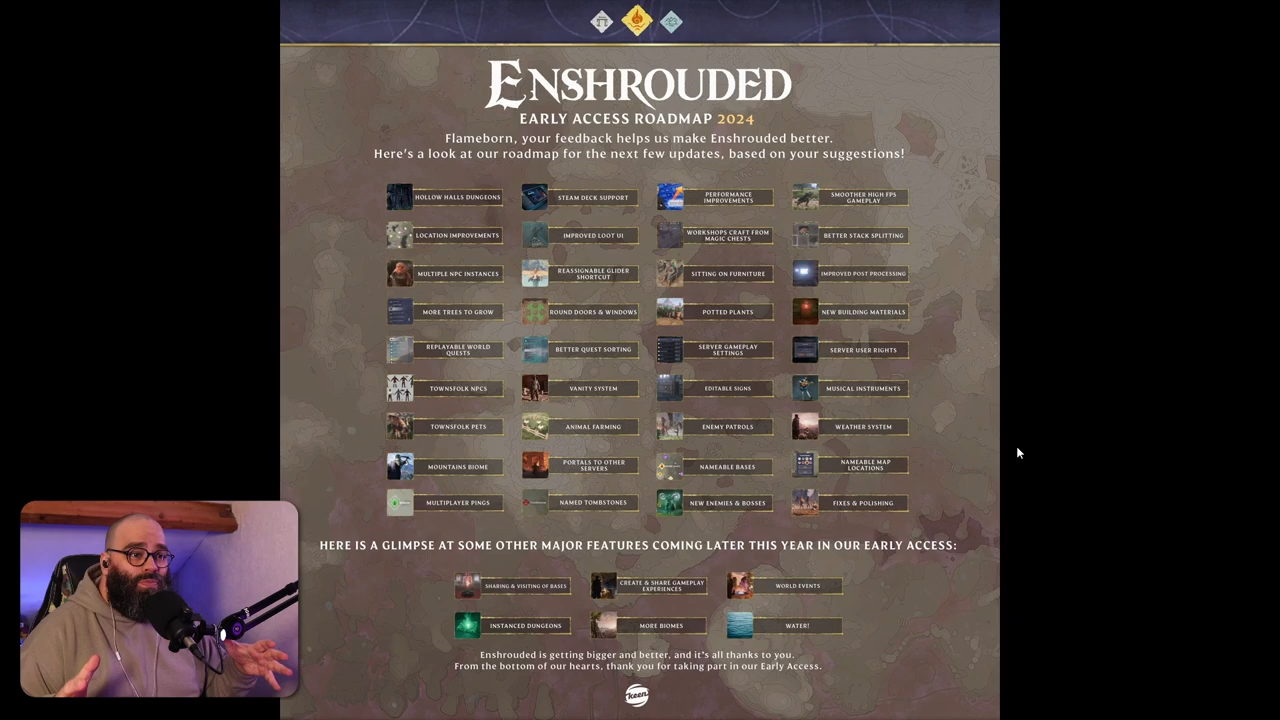 ENSHROUDED
EARLY ACCESS ROADMAP 2024
Flameborn, your feedback helps us make Enshrouded better.
Here's a look at our roadmap for the next few updates, based on your suggestions!
HOLLOW HALLS DUNGEONS
STEAM DECK SUPPORT
PERFORMANCE
IMPROVEMENTS
SMOOTHER HIGH FPS
GAMEPLAY
LOCATION IMPROVEMENTS
IMPROVED LOOT UI
WORKSHOPS CRAFT FROM
MAGIC CHESTS
BETTER STACK SPLITTING
MULTIPLE NPC INSTANCES
REASSIGNABLE GLIDER
SHORTCUT
SITTING ON FURNITURE
IMPROVED POST PROCESSING
MORE TREES TO GROW
ROUND DOORS & WINDOWS
POTTED PLANTS
NEW BUILDING MATERIALS
REPLAYABLE WORLD
QUESTS
BETTER QUEST SORTING
SERVER GAMEPLAY
SETTINGS
SERVER USER RIGHTS
TOWNSFOLK NPCS
VANITY SYSTEM
EDITABLE SIGNS
MUSICAL INSTRUMENTS
TOWNSFOLK PETS
ANIMAL FARMING
ENEMY PATROLS
WEATHER SYSTEM
MOUNTAINS BIOME
PORTALS TO OTHER
SERVERS
NAMEABLE BASES
NAMEABLE MAP
LOCATIONS
MULTIPLAYER PINGS
NAMED TOMBSTONES
NEW ENEMIES & BOSSES
FIXES & POLISHING
HERE IS A GLIMPSE AT SOME OTHER MAJOR FEATURES COMING LATER THIS YEAR IN OUR EARLY ACCESS:
SHARING & VISITING OF BASES
CREATE & SHARE GAMEPLAY
EXPERIENCES
WORLD EVENTS
INSTANCED DUNGEONS
MORE BIOMES
WATER!
Enshrouded is getting bigger and better, and it's all thanks to you.
From the bottom of our hearts, thank you for taking part in our Early Access.
keen